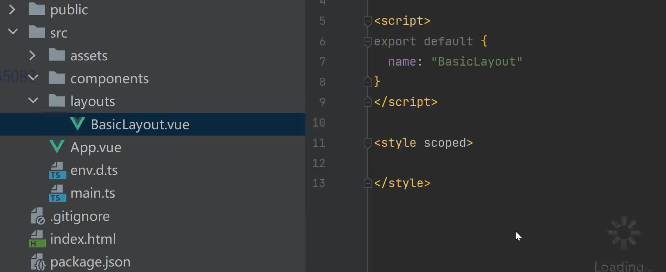 public
src
assets
components
layouts
BasicLayout.vue
App.vue
env.d.ts
main.ts
.gitignore
index.html
package.json
5
<script>
6
export default {
7
name: "BasicLayout"
8
}
9
</script>
10
11
<style scoped>
12
13
</style>
Loading...